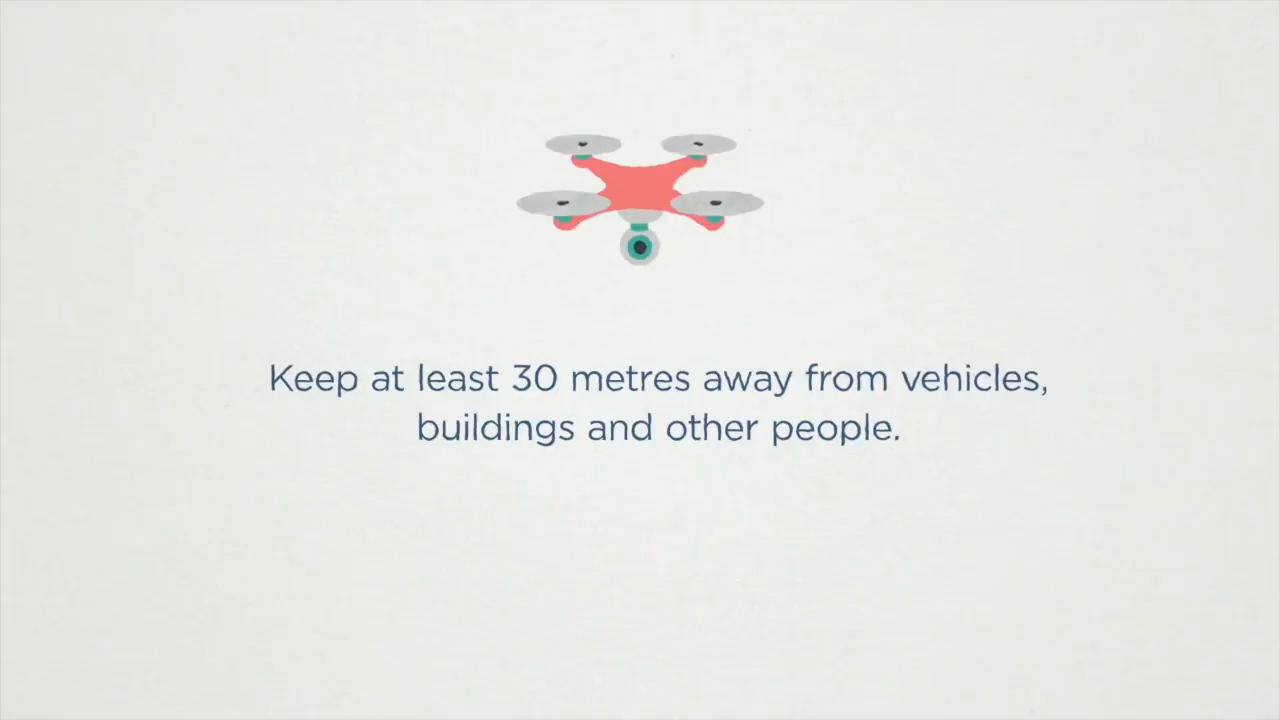 Keep at least 30 metres away from vehicles,
buildings and other people.